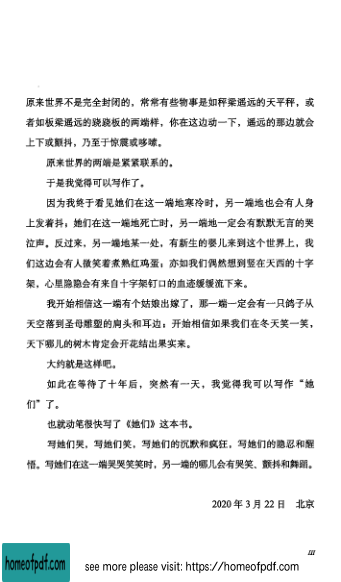 原来世界不是完全封闭的，常常有些物事是如秤梁遥远的天平秤，或
者如板梁遥远的跷跷板的两端样，你在这边动一下，遥远的那边就会
上下或颤抖，乃至于惊震或哆嗦。
原来世界的两端是紧紧联系的。
于是我觉得可以写作了。
因为我终于看见她们在这一端地寒冷时，另一端地也会有人身
上发着抖；她们在这一端地死亡时，另一端地一定会有默默无言的哭
泣声。反过来，另一端地某一处，有新生的婴儿来到这个世界上，我
们这边会有人微笑着煮熟红鸡蛋；亦如我们偶然想到竖在天西的十字
架，心里隐隐会有来自十字架钉口的血迹缓缓流下来。
我开始相信这一端有个姑娘出嫁了，那一端一定会有一只鸽子从
天空落到圣母雕塑的肩头和耳边；开始相信如果我们在冬天笑一笑，
天下哪儿的树木肯定会开花结出果实来。
大约就是这样吧。
如此在等待了十年后，突然有一天，我觉得我可以写作“她
们”了。
也就动笔很快写了《她们》这本书。
写她们哭，写她们笑，写她们的沉默和疯狂，写她们的隐忍和醒
悟。写她们在这一端哭哭笑笑时，另一端的哪儿会有哭笑、颤抖和舞蹈。
2020 年 3 月 22 日 北京
III
homeofpdf.com
see more please visit: https://homeofpdf.com